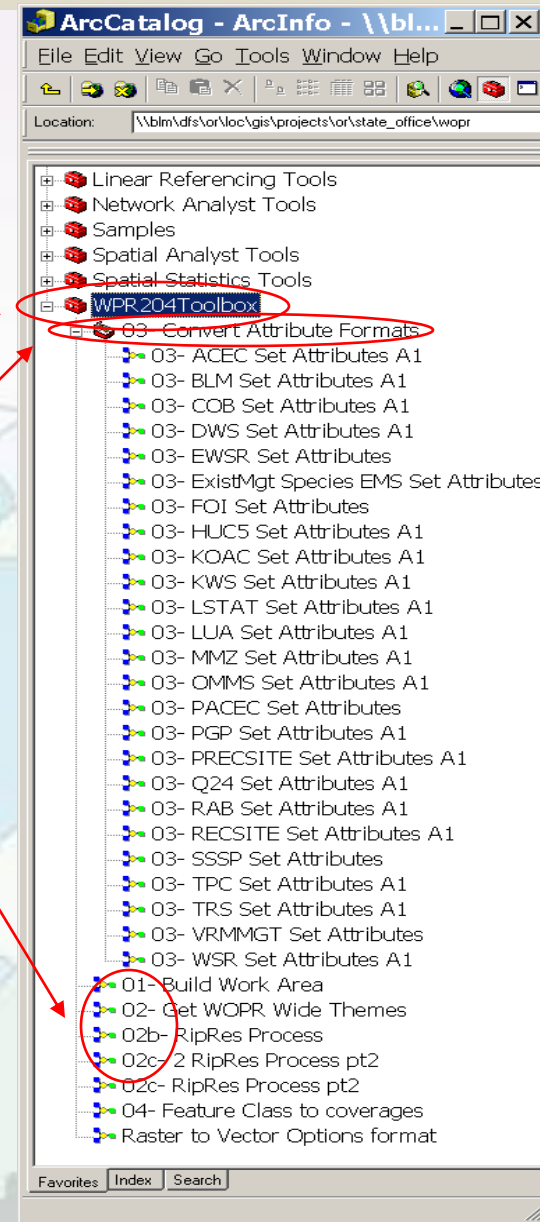 ArcCatalog - ArcInfo - \\bl...
File Edit View Go Tools Window Help
Location: \\blm\dfs\or\loc\gis\projects\or\state_office\wopr
Linear Referencing Tools
Network Analyst Tools
Samples
Spatial Analyst Tools
Spatial Statistics Tools
WPR204Toolbox
03- Convert Attribute Formats
03- ACEC Set Attributes A1
03- BLM Set Attributes A1
03- COB Set Attributes A1
03- DWS Set Attributes A1
03- EWSR Set Attributes
03- ExistMgt Species EMS Set Attributes
03- FOI Set Attributes
03- HUC5 Set Attributes A1
03- KOAC Set Attributes A1
03- KWS Set Attributes A1
03- LSTAT Set Attributes A1
03- LUA Set Attributes A1
03- MMZ Set Attributes A1
03- OMMS Set Attributes A1
03- PACEC Set Attributes
03- PGP Set Attributes A1
03- PRECSITE Set Attributes A1
03- Q24 Set Attributes A1
03- RAB Set Attributes A1
03- RECSITE Set Attributes A1
03- SSSP Set Attributes
03- TPC Set Attributes A1
03- TRS Set Attributes A1
03- VRMMGT Set Attributes
03- WSR Set Attributes A1
01- Build Work Area
02- Get WOPR Wide Themes
02b- RipRes Process
02c- 2 RipRes Process pt2
02c- RipRes Process pt2
04- Feature Class to coverages
Raster to Vector Options format
Favorites Index Search